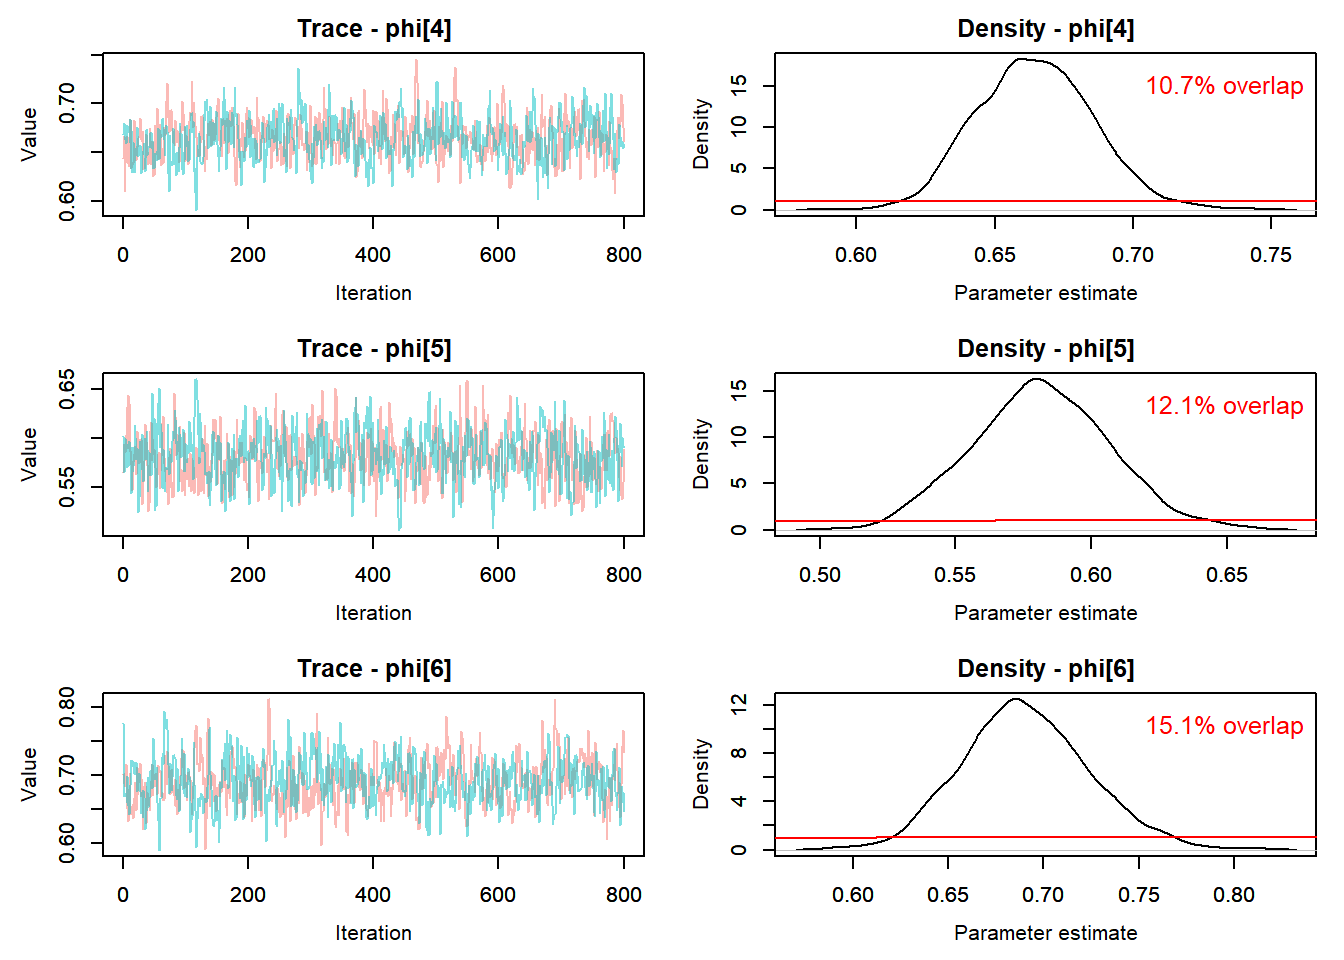 Trace - phi[4]
Value
0.60
0.70
0 200 400 600 800
Iteration
Density - phi[4]
Density
0 5 10 15
10.7% overlap
0.60 0.65 0.70 0.75
Parameter estimate
Trace - phi[5]
Value
0.55
0.65
0 200 400 600 800
Iteration
Density - phi[5]
Density
0 5 10 15
12.1% overlap
0.50 0.55 0.60 0.65
Parameter estimate
Trace - phi[6]
Value
0.60 0.70 0.80
0 200 400 600 800
Iteration
Density - phi[6]
Density
0 4 8 12
15.1% overlap
0.60 0.65 0.70 0.75 0.80
Parameter estimate